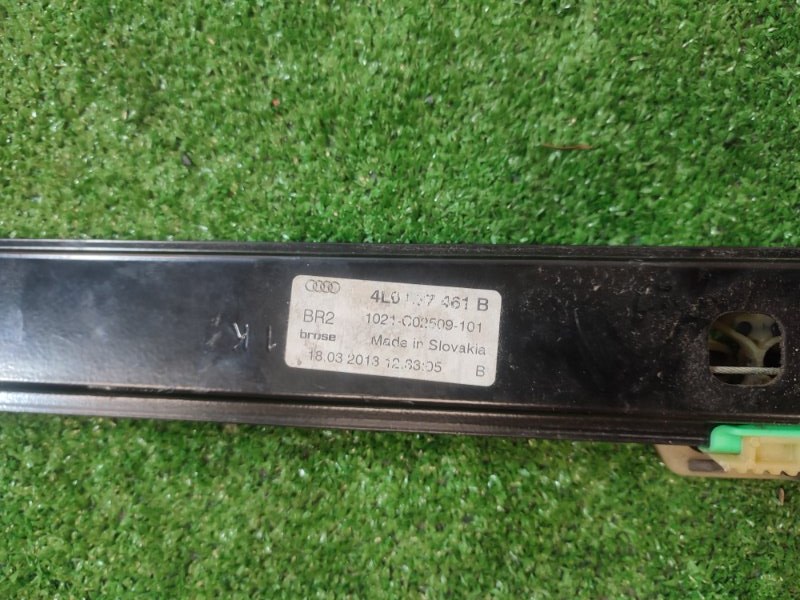 4L0 461 B
BR2 1021-C02509-101
brose Made in Slovakia
18.03.2013 12:33:05 B